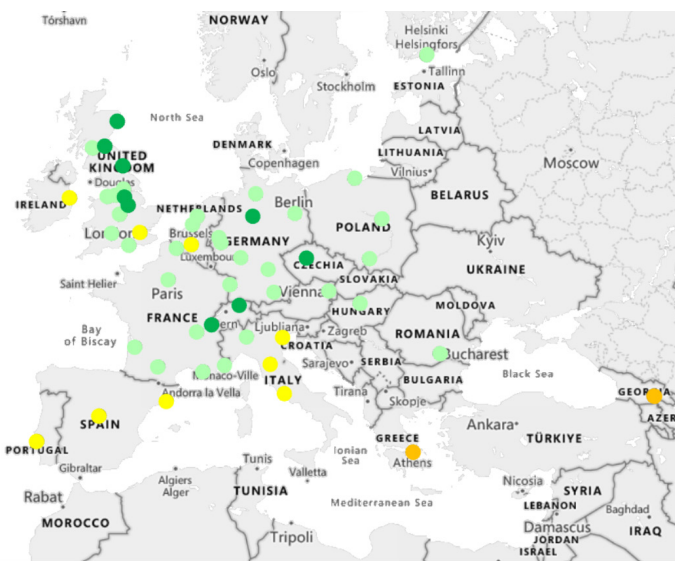 Tórshavn
NORWAY
Helsinki
Helsingfors
Oslo
Tallinn
Stockholm
ESTONIA
North Sea
LATVIA
DENMARK
LITHUANIA
Moscow
UNITED
KINGDOM
Copenhagen
Vilnius
Douglas
BELARUS
IRELAND
NETHERLANDS
Berlin
POLAND
London
Brussels
GERMANY
Kyiv
Luxembourg
CZECHIA
UKRAINE
Saint Helier
SLOVAKIA
Paris
Vienna
HUNGARY
MOLDOVA
FRANCE
Bern
Ljubljana
Zagreb
ROMANIA
Bay
of Biscay
CROATIA
Bucharest
Sarajevo
SERBIA
Monaco-Ville
ITALY
BULGARIA
Black Sea
Andorra la Vella
Tirana
Skopje
GEORGIA
AZER
SPAIN
Ankara
PORTUGAL
GREECE
TÜRKIYE
Ionian
Sea
Athens
Gibraltar
Algiers
Alger
Tunis
Valletta
Nicosia
SYRIA
Rabat
TUNISIA
Mediterranean Sea
LEBANON
Baghdad
MOROCCO
Damascus
Tripoli
JORDAN
IRAQ
ISRAEL